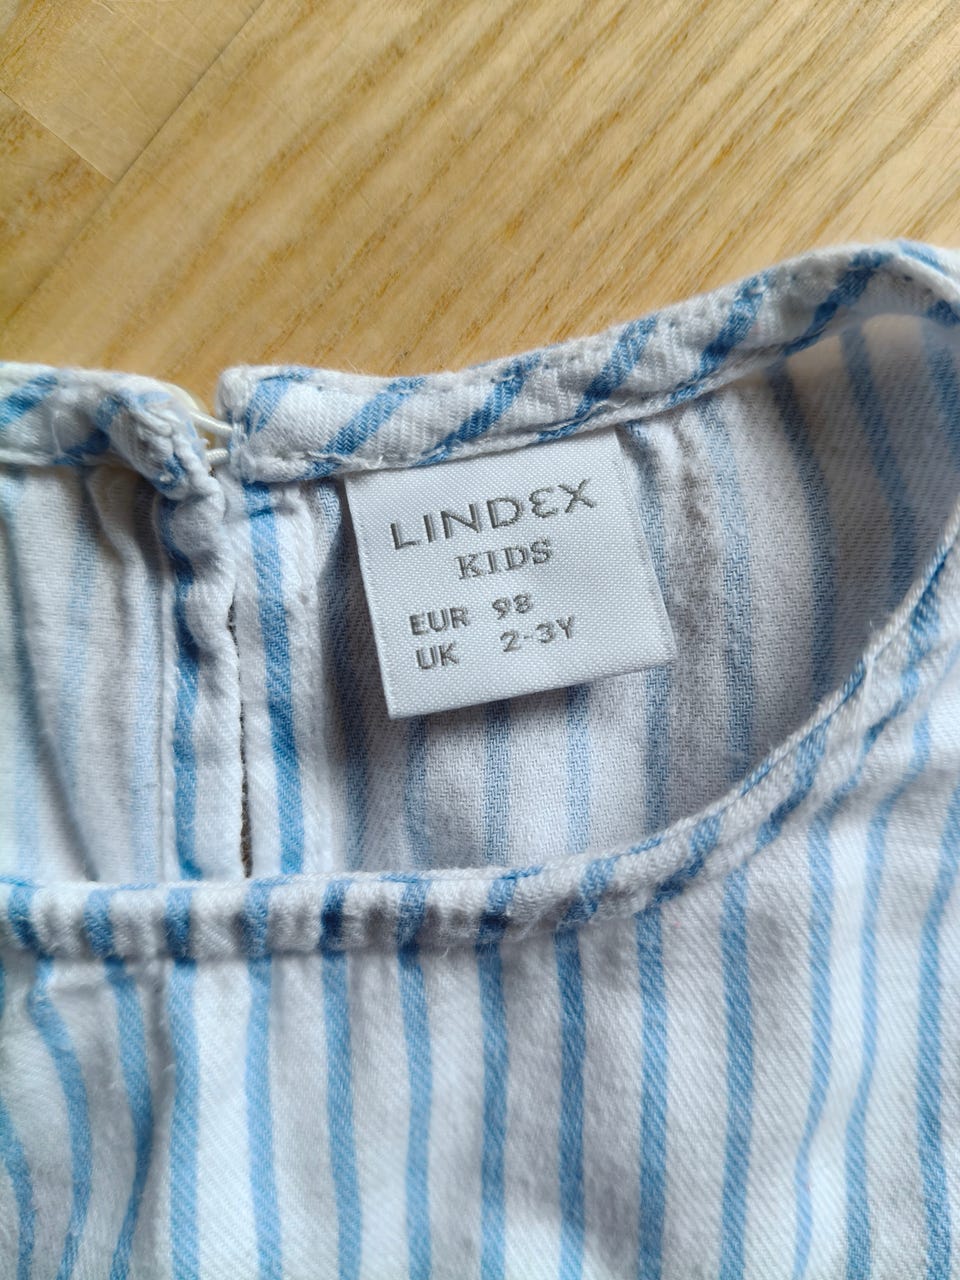 LINDEX
KIDS
EUR 98
UK 2-3Y